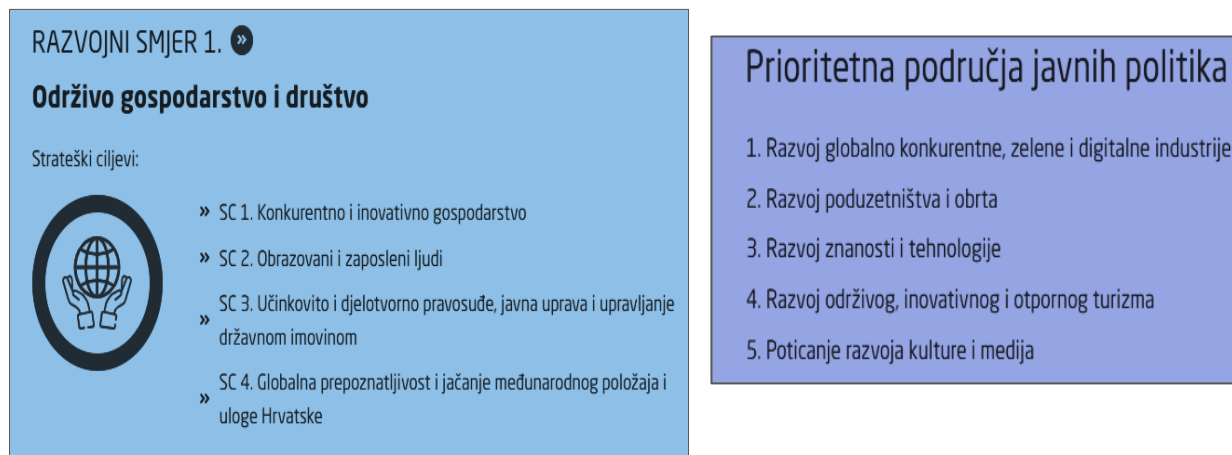 RAZVOJNI SMJER 1. »
Održivo gospodarstvo i društvo
Strateški ciljevi:
» SC 1. Konkurentno i inovativno gospodarstvo
» SC 2. Obrazovani i zaposleni ljudi
» SC 3. Učinkovito i djelotvorno pravosuđe, javna uprava i upravljanje
državnom imovinom
» SC 4. Globalna prepoznatljivost i jačanje međunarodnog položaja i
uloge Hrvatske
Prioritetna područja javnih politika
1. Razvoj globalno konkurentne, zelene i digitalne industrije
2. Razvoj poduzetništva i obrta
3. Razvoj znanosti i tehnologije
4. Razvoj održivog, inovativnog i otpornog turizma
5. Poticanje razvoja kulture i medija